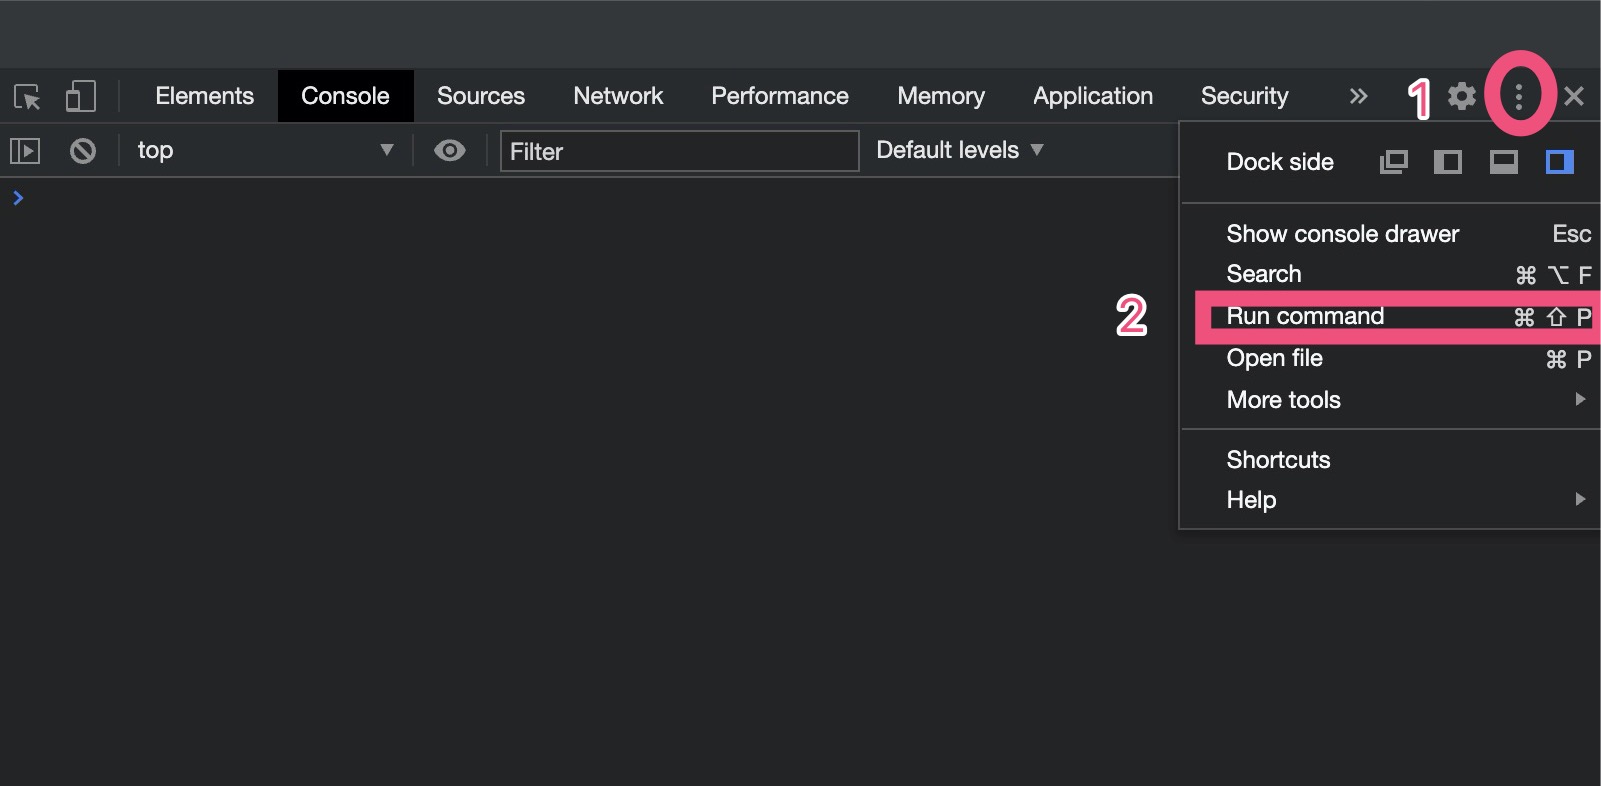 Elements Console Sources Network Performance Memory Application Security » 1
top Filter Default levels
Dock side
Show console drawer Esc
Search ⌘ ⌥ F
2 Run command ⌘ ⇧ P
Open file ⌘ P
More tools
Shortcuts
Help